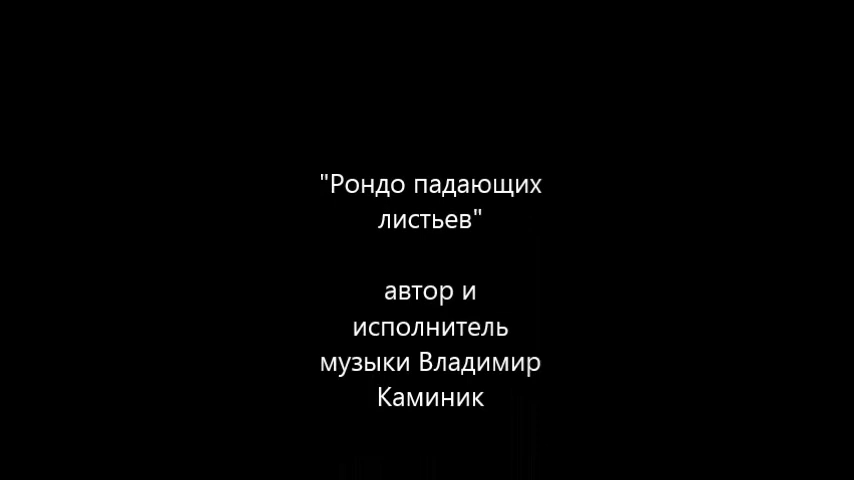 "Рондо падающих
листьев"
автор и
исполнитель
музыки Владимир
Каминик